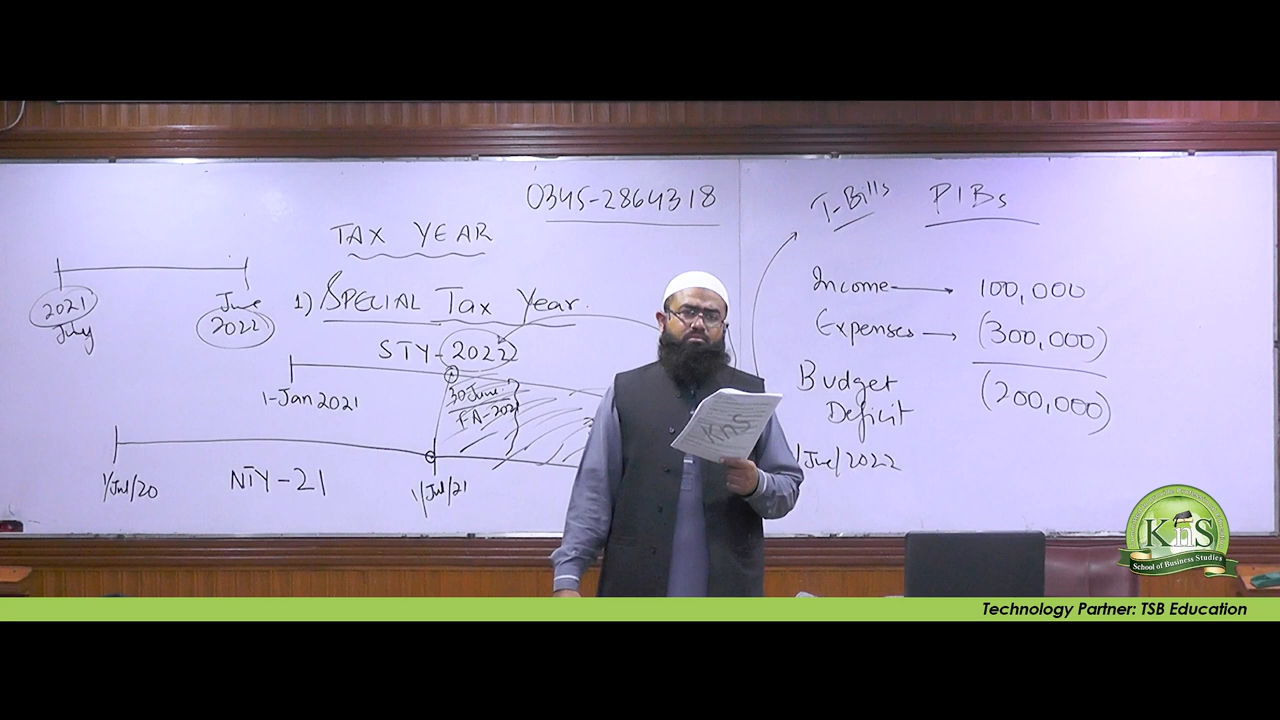 0345-2864318
TAX YEAR
2021
July
June
2022
1) SPECIAL Tax Year.
STY-2022
1-Jan 2021
30 June
FA-2021
1/Jul/20
NTY-21
1/Jul/21
T-Bills PIBs
Income → 100,000
Expenses → (300,000)
Budget
Deficit
(200,000)
/June/2022
KnS
KnS
School of Business Studies
Technology Partner: TSB Education